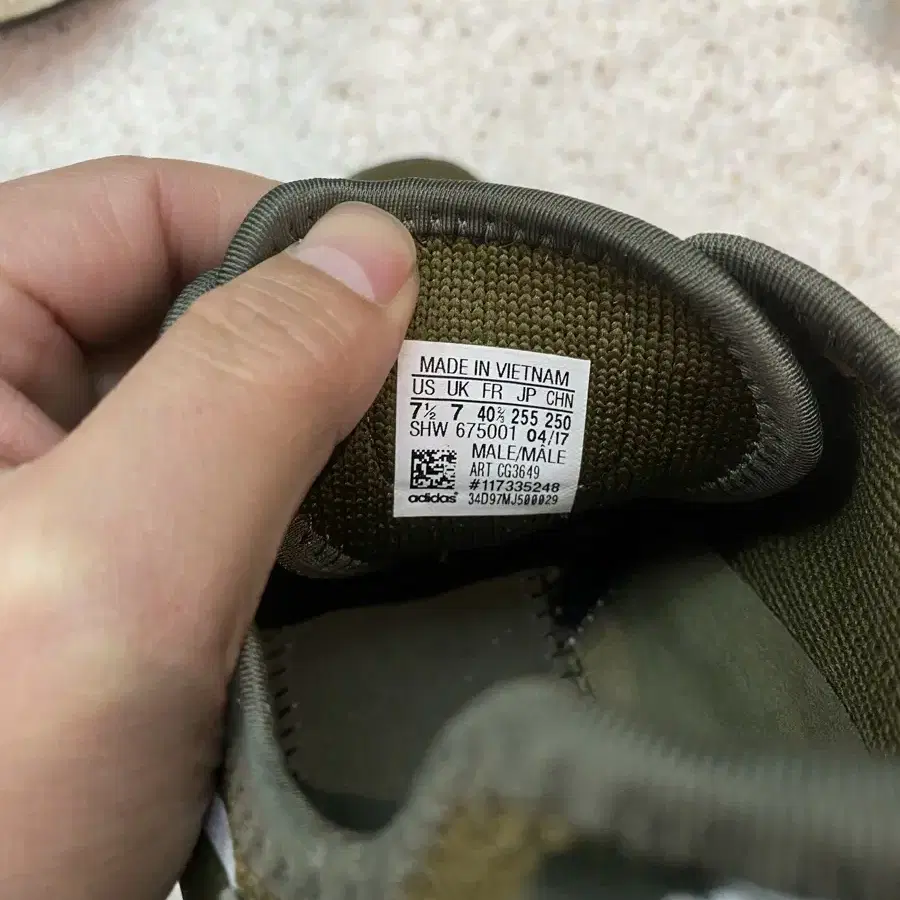 MADE IN VIETNAM
US UK FR JP CHN
7½ 7 40⅔ 255 250
SHW 675001 04/17
MALE/MÂLE
ART CG3649
#117335248
adidas 34D97MJ500029